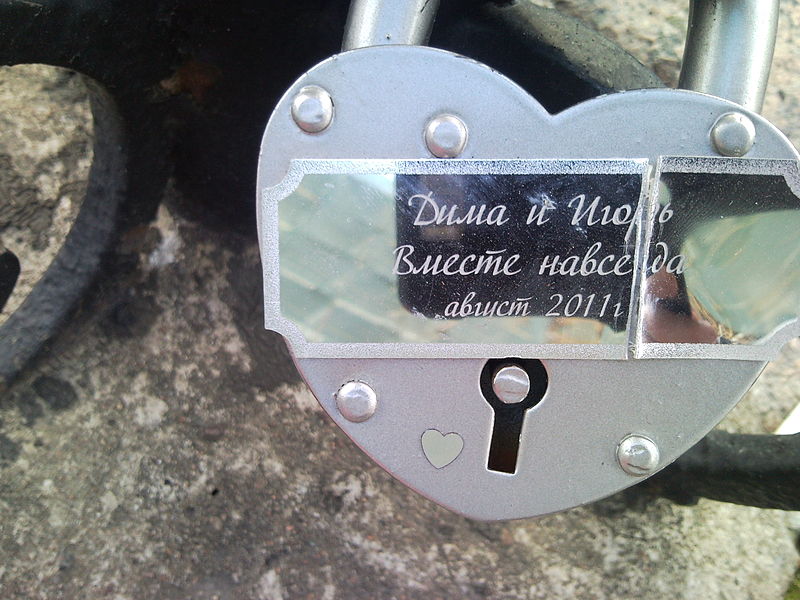 Дима и Игорь
Вместе навсегда
август 2011г